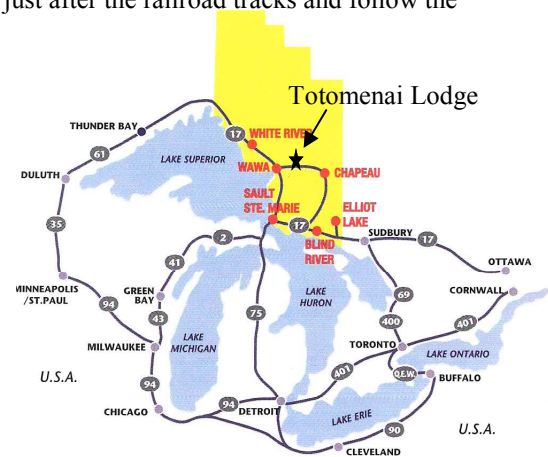 just after the railroad tracks and follow the
Totomenai Lodge
THUNDER BAY
17
WHITE RIVER
61
LAKE SUPERIOR
WAWA
CHAPEAU
DULUTH
SAULT
STE. MARIE
ELLIOT
LAKE
35
2
17
BLIND
RIVER
SUDBURY
17
41
OTTAWA
MINNEAPOLIS
/ST.PAUL
GREEN
BAY
LAKE
HURON
69
CORNWALL
94
43
75
400
401
MILWAUKEE
LAKE
MICHIGAN
TORONTO
LAKE ONTARIO
U.S.A.
94
401
Q.E.W.
BUFFALO
CHICAGO
94
DETROIT
LAKE ERIE
90
U.S.A.
CLEVELAND